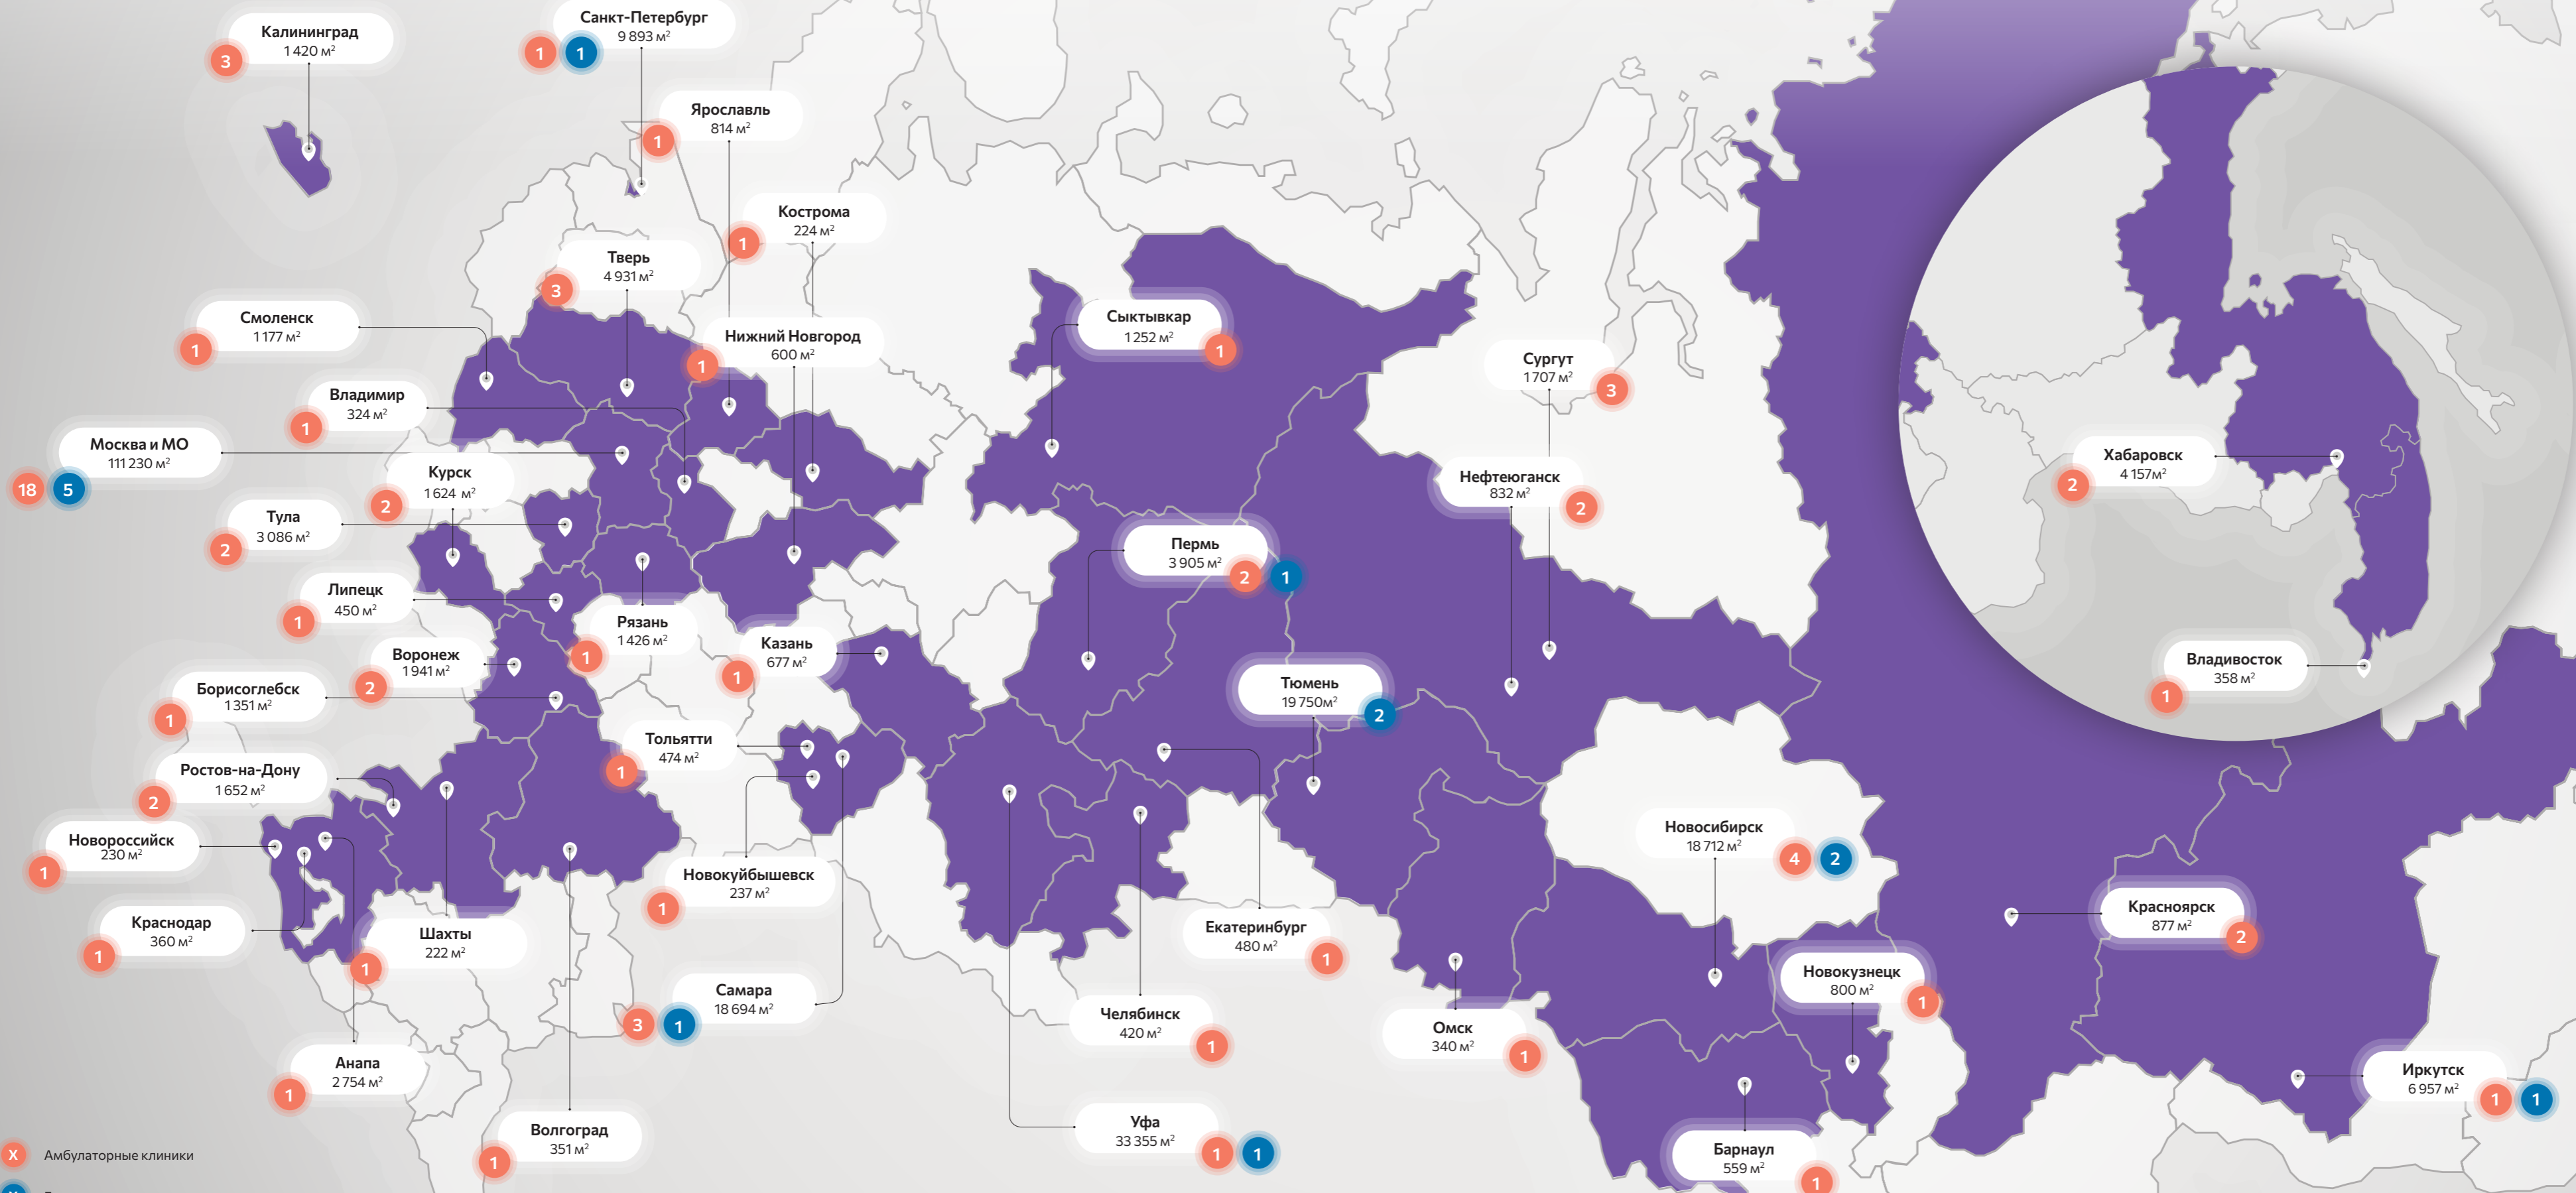 Калининград
1 420 м²
3
Санкт-Петербург
9 893 м²
1
1
Ярославль
814 м²
1
Кострома
224 м²
1
Тверь
4 931 м²
3
Смоленск
1 177 м²
1
Нижний Новгород
600 м²
1
Сыктывкар
1 252 м²
1
Сургут
1 707 м²
3
Владимир
324 м²
1
Москва и МО
111 230 м²
18
5
Курск
1 624 м²
2
Нефтеюганск
832 м²
2
Хабаровск
4 157м²
2
Тула
3 086 м²
2
Пермь
3 905 м²
2
1
Липецк
450 м²
1
Рязань
1 426 м²
1
Казань
677 м²
1
Воронеж
1 941 м²
2
Борисоглебск
1 351 м²
1
Тюмень
19 750м²
2
Владивосток
358 м²
1
Тольятти
474 м²
1
Ростов-на-Дону
1 652 м²
2
Новороссийск
230 м²
1
Новокуйбышевск
237 м²
1
Новосибирск
18 712 м²
4
2
Краснодар
360 м²
1
Шахты
222 м²
1
Екатеринбург
480 м²
1
Красноярск
877 м²
2
Самара
18 694 м²
3
1
Новокузнецк
800 м²
1
Челябинск
420 м²
1
Омск
340 м²
1
Анапа
2 754 м²
1
Иркутск
6 957 м²
1
1
Волгоград
351 м²
1
Уфа
33 355 м²
1
1
Барнаул
559 м²
1
X Амбулаторные клиники